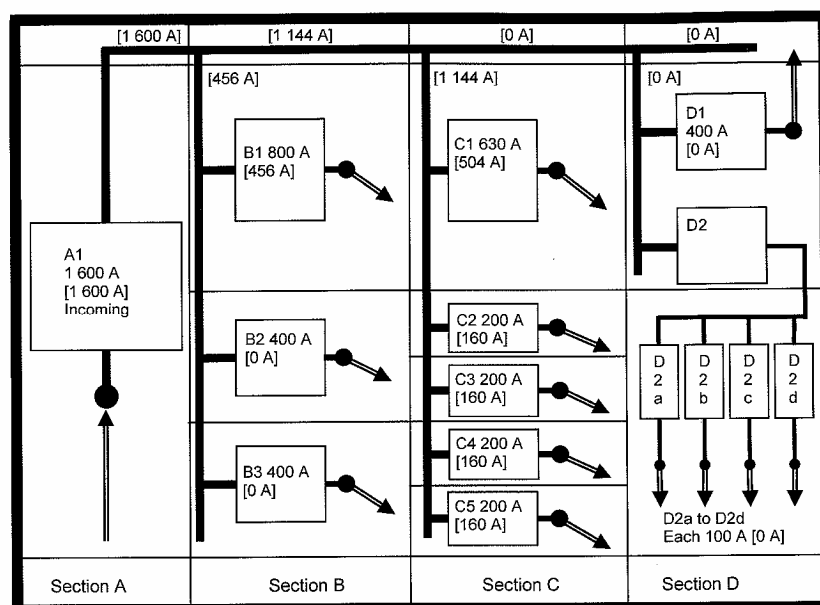 [1 600 A]
[1 144 A]
[0 A]
[0 A]
[456 A]
[1 144 A]
[0 A]
A1
1 600 A
[1 600 A]
Incoming
B1 800 A
[456 A]
B2 400 A
[0 A]
B3 400 A
[0 A]
C1 630 A
[504 A]
C2 200 A
[160 A]
C3 200 A
[160 A]
C4 200 A
[160 A]
C5 200 A
[160 A]
D1
400 A
[0 A]
D2
D
2
a
D
2
b
D
2
c
D
2
d
D2a to D2d
Each 100 A [0 A]
Section A
Section B
Section C
Section D